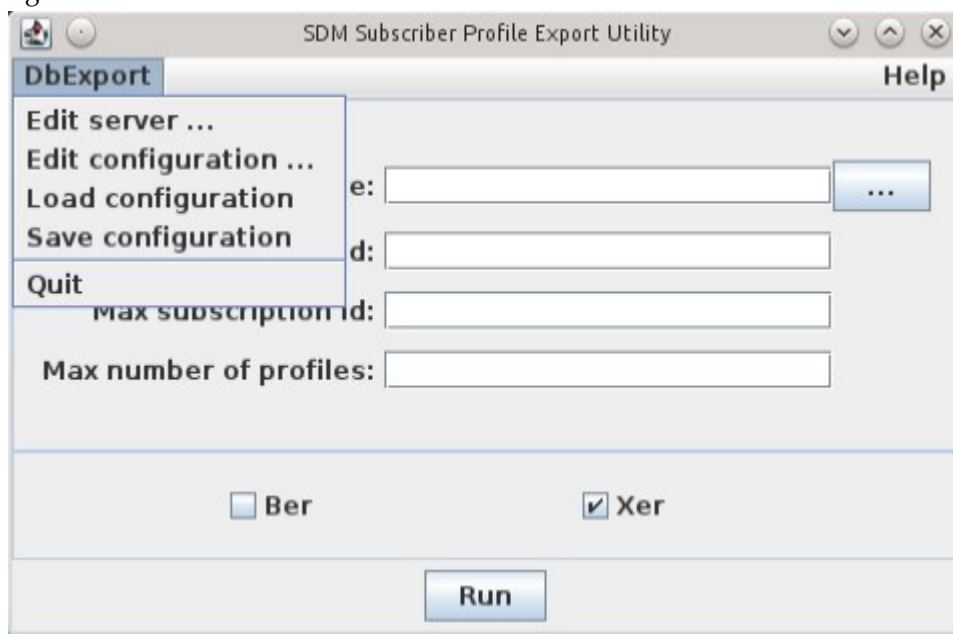 SDM Subscriber Profile Export Utility
DbExport Help
Edit server ...
Edit configuration ...
Load configuration
e: ...
Save configuration
d:
Quit
Max subscription id:
Max number of profiles:
Ber Xer
Run